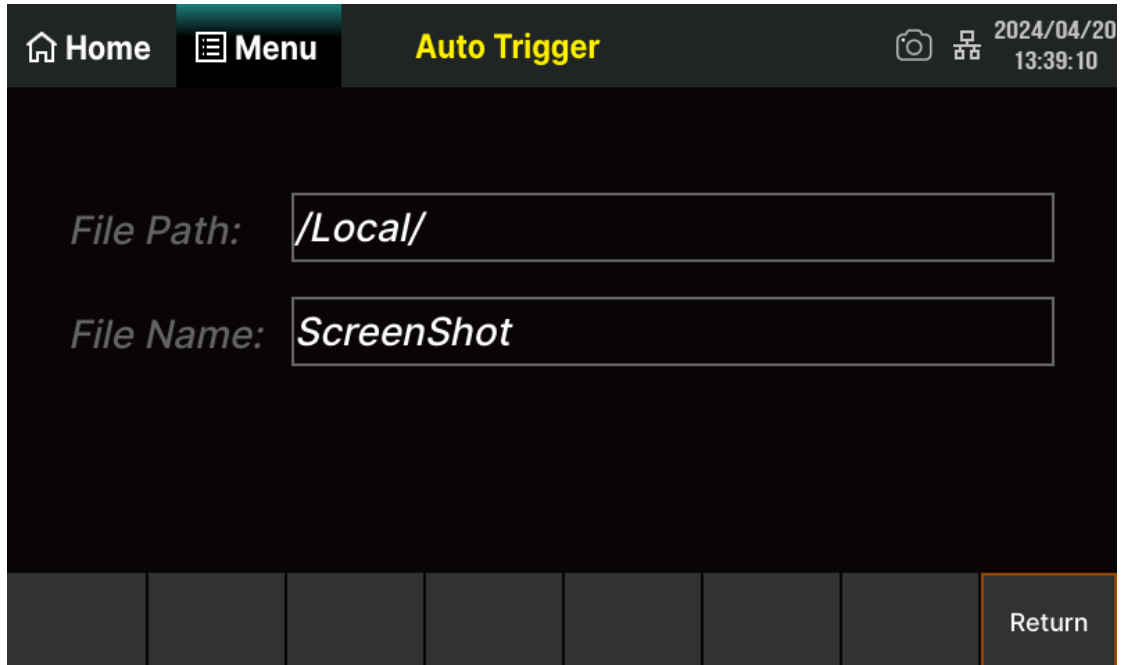 Home Menu Auto Trigger 2024/04/20
13:39:10
File Path: /Local/
File Name: ScreenShot
Return